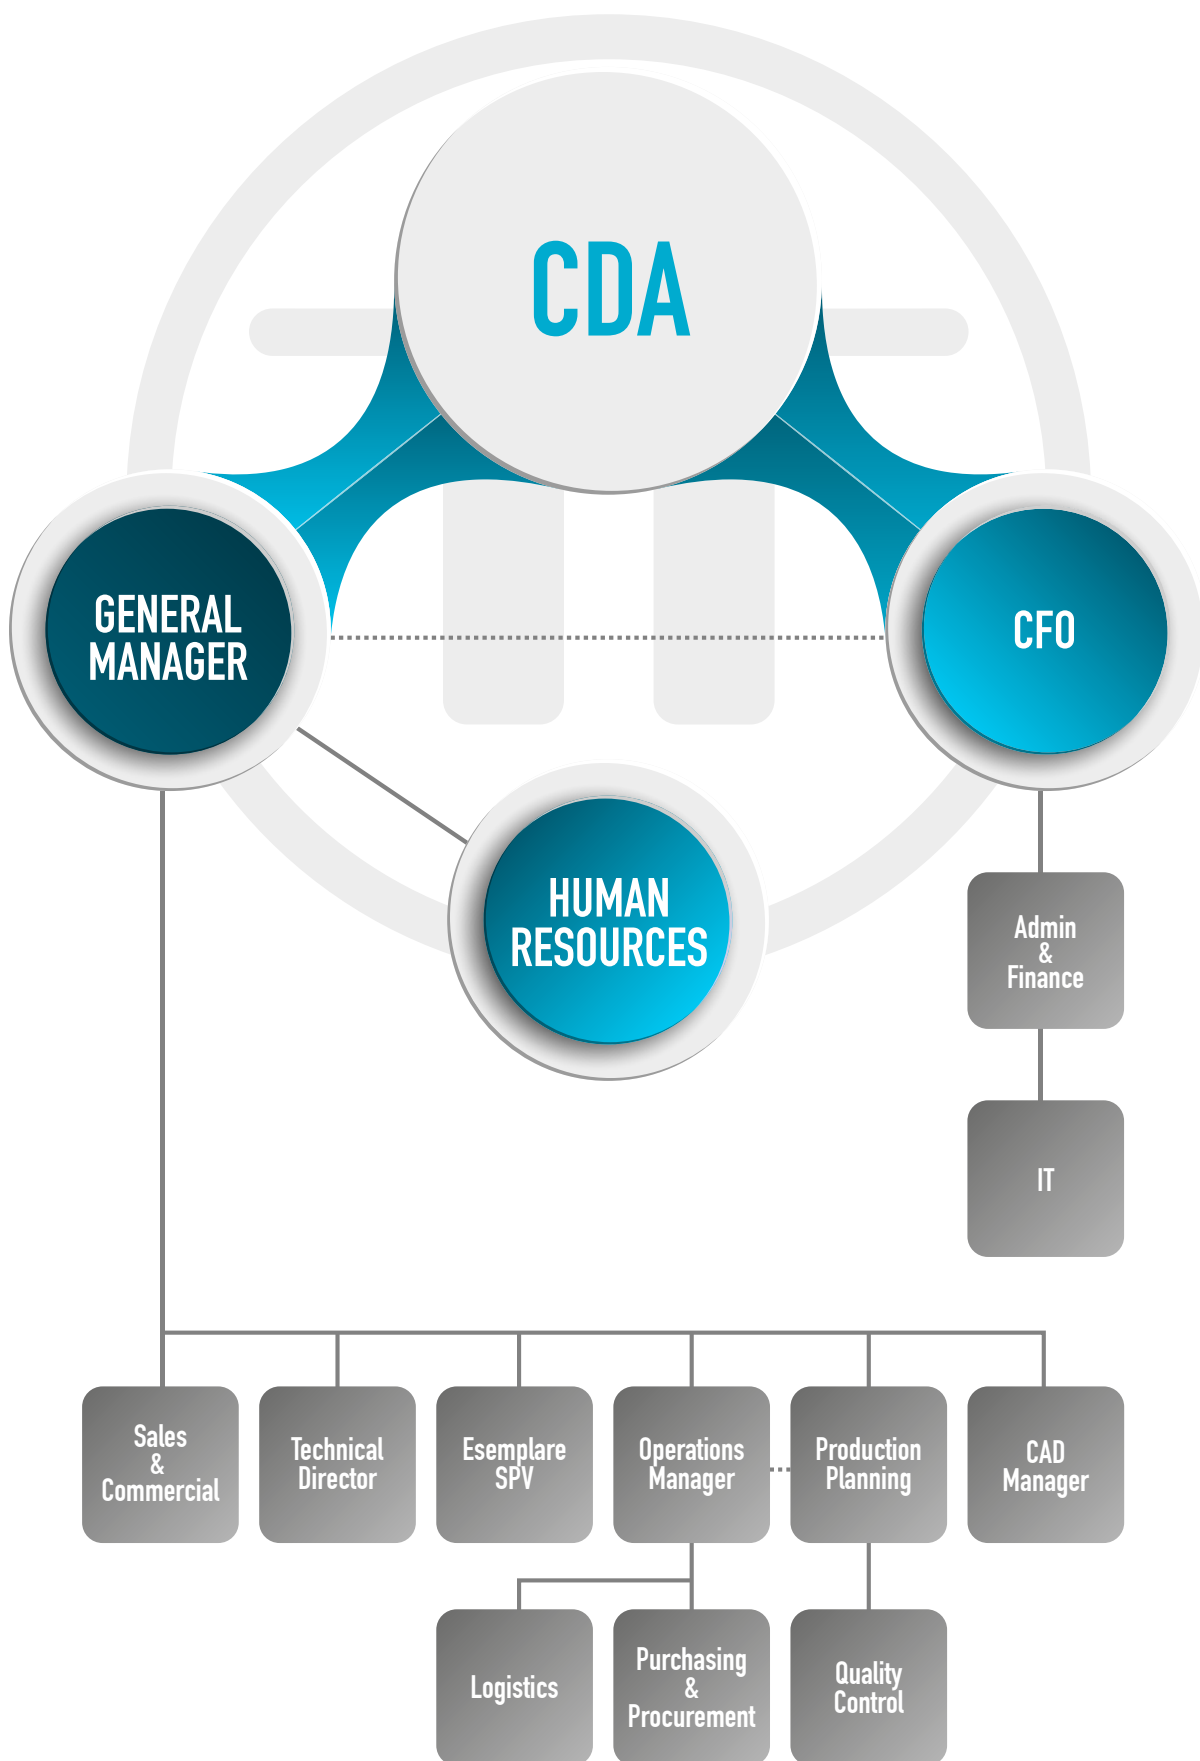 CDA
GENERAL
MANAGER
CFO
HUMAN
RESOURCES
Admin
&
Finance
IT
Sales
&
Commercial
Technical
Director
Esemplare
SPV
Operations
Manager
Production
Planning
CAD
Manager
Logistics
Purchasing
&
Procurement
Quality
Control